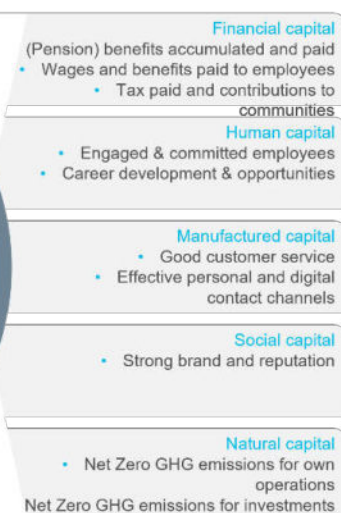 Financial capital
(Pension) benefits accumulated and paid
• Wages and benefits paid to employees
• Tax paid and contributions to
communities
Human capital
• Engaged & committed employees
• Career development & opportunities
Manufactured capital
• Good customer service
• Effective personal and digital
contact channels
Social capital
• Strong brand and reputation
Natural capital
• Net Zero GHG emissions for own
operations
Net Zero GHG emissions for investments